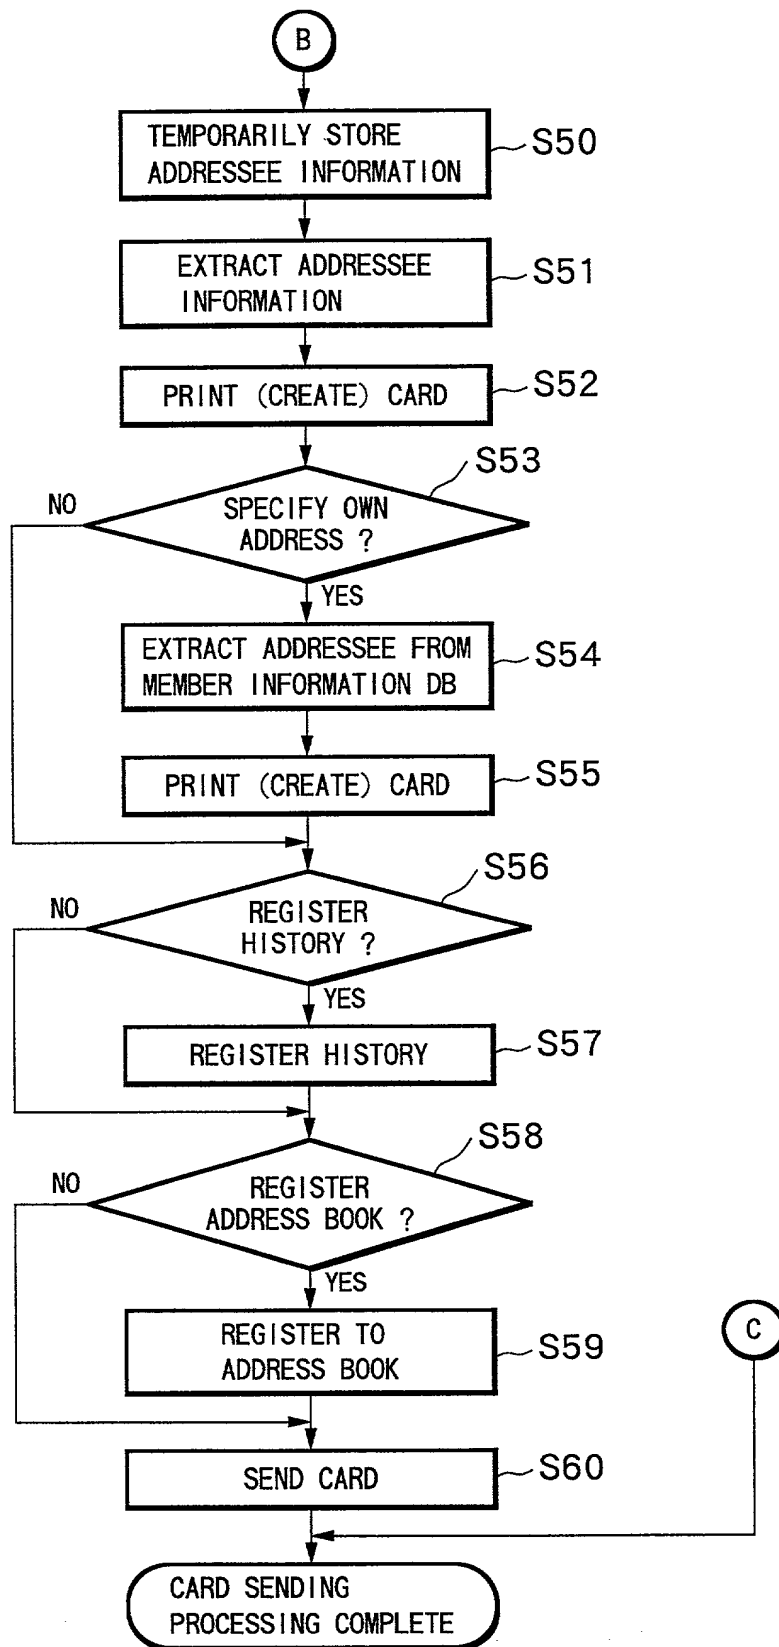 B
TEMPORARILY STORE
ADDRESSEE INFORMATION
S50
EXTRACT ADDRESSEE
INFORMATION
S51
PRINT (CREATE) CARD
S52
S53
NO
SPECIFY OWN
ADDRESS ?
YES
EXTRACT ADDRESSEE FROM
MEMBER INFORMATION DB
S54
PRINT (CREATE) CARD
S55
S56
NO
REGISTER
HISTORY ?
YES
REGISTER HISTORY
S57
S58
NO
REGISTER
ADDRESS BOOK ?
YES
REGISTER TO
ADDRESS BOOK
S59
C
SEND CARD
S60
CARD SENDING
PROCESSING COMPLETE